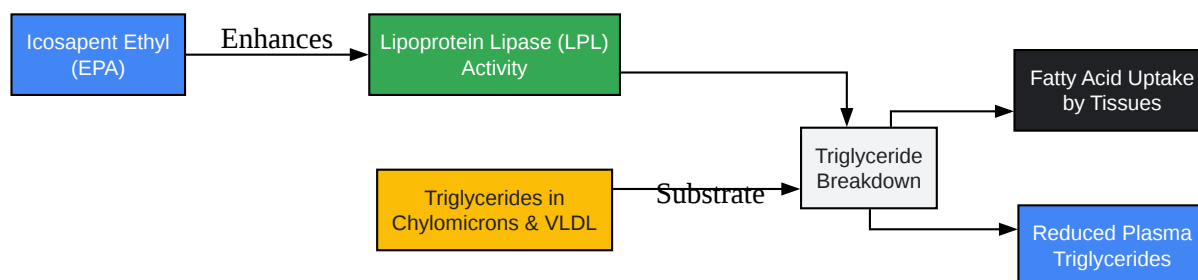 Icosapent Ethyl
(EPA)
Enhances
Lipoprotein Lipase (LPL)
Activity
Fatty Acid Uptake
by Tissues
Triglyceride
Breakdown
Triglycerides in
Chylomicrons & VLDL
Substrate
Reduced Plasma
Triglycerides